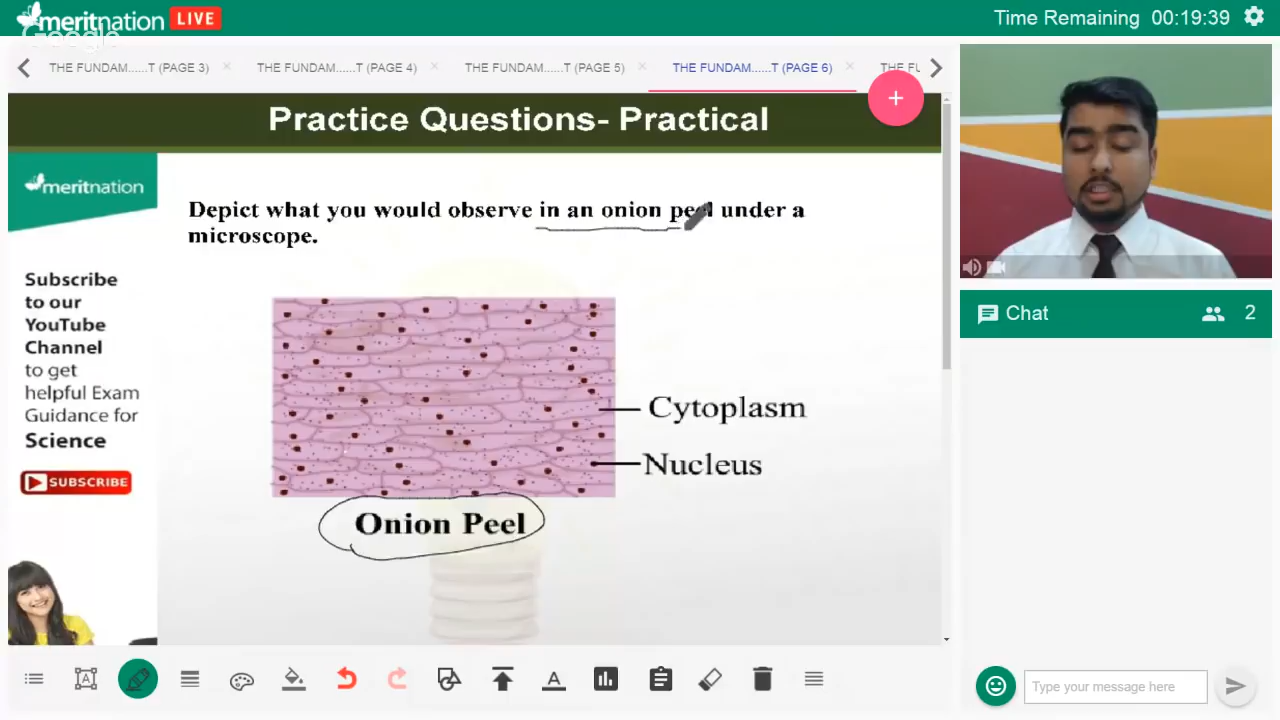 meritnation LIVE
Google
Time Remaining 00:19:39
THE FUNDAM......T (PAGE 3) × THE FUNDAM......T (PAGE 4) × THE FUNDAM......T (PAGE 5) × THE FUNDAM......T (PAGE 6) × THE FU
Practice Questions- Practical
meritnation
Depict what you would observe in an onion peel under a
microscope.
Subscribe
to our
YouTube
Channel
to get
helpful Exam
Guidance for
Science
SUBSCRIBE
Cytoplasm
Nucleus
Onion Peel
Chat 2
Type your message here